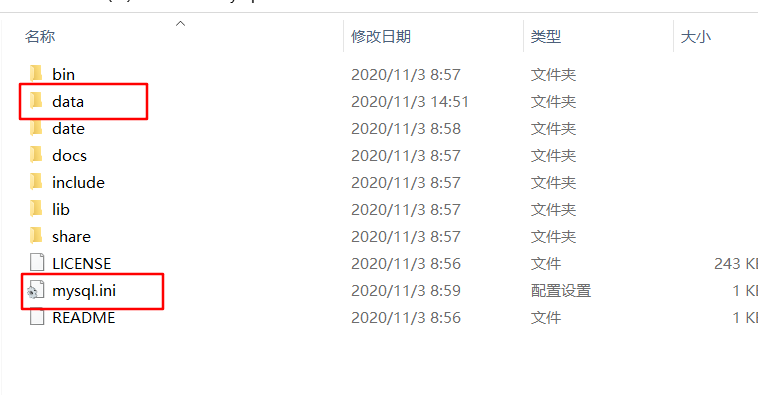 名称 修改日期 类型 大小
bin 2020/11/3 8:57 文件夹
data 2020/11/3 14:51 文件夹
date 2020/11/3 8:58 文件夹
docs 2020/11/3 8:57 文件夹
include 2020/11/3 8:57 文件夹
lib 2020/11/3 8:57 文件夹
share 2020/11/3 8:57 文件夹
LICENSE 2020/11/3 8:56 文件 243 KB
mysql.ini 2020/11/3 8:59 配置设置 1 KB
README 2020/11/3 8:56 文件 1 KB